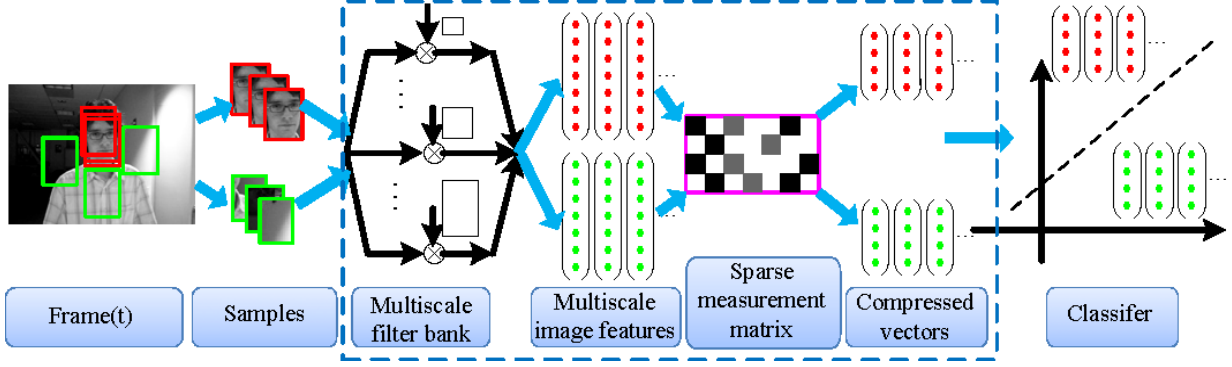 Frame(t)
Samples
Multiscale
filter bank
Multiscale
image features
Sparse
measurement
matrix
Compressed
vectors
Classifer